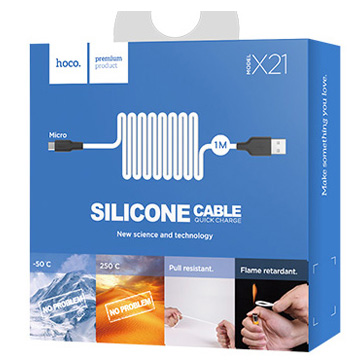 hoco.
premium
product
MODEL
X21
Micro
1M
SILICONE CABLE
QUICK CHARGE
New science and technology
-50 C
250 C
Pull resistant.
Flame retardant.
NO PROBLEM
NO PROBLEM
Make something you love.